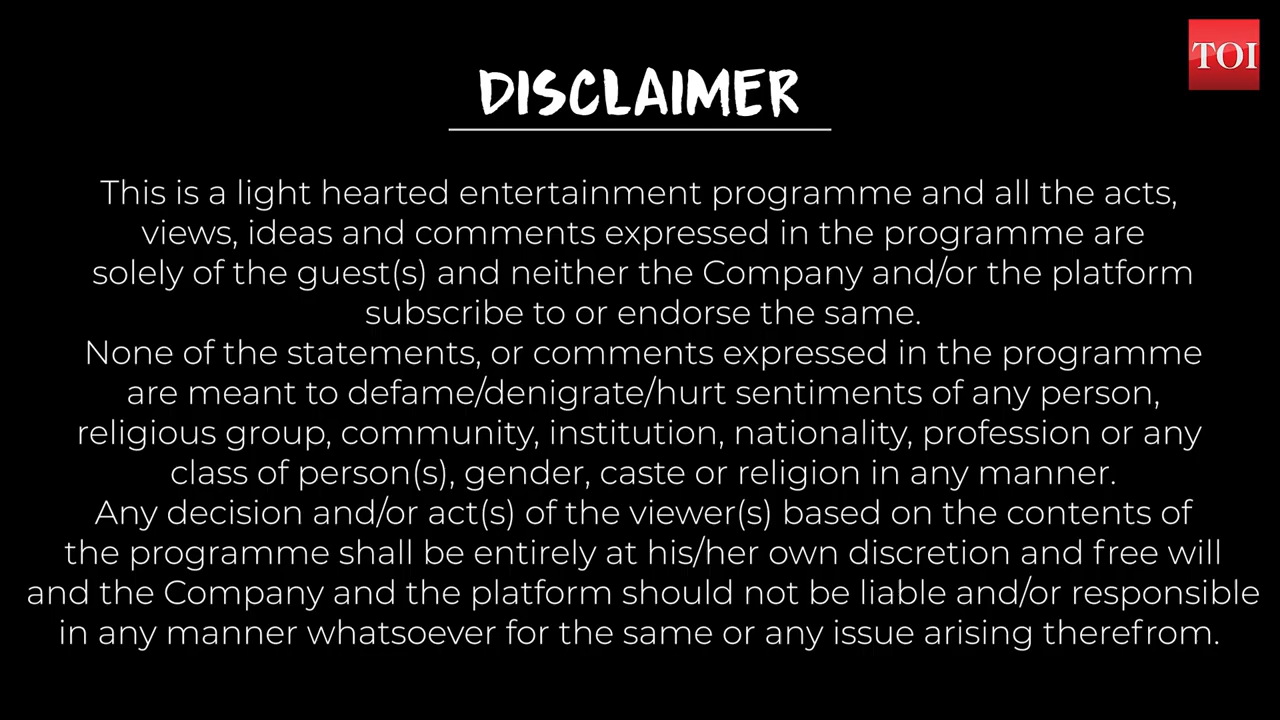 TOI
DISCLAIMER
This is a light hearted entertainment programme and all the acts,
views, ideas and comments expressed in the programme are
solely of the guest(s) and neither the Company and/or the platform
subscribe to or endorse the same.
None of the statements, or comments expressed in the programme
are meant to defame/denigrate/hurt sentiments of any person,
religious group, community, institution, nationality, profession or any
class of person(s), gender, caste or religion in any manner.
Any decision and/or act(s) of the viewer(s) based on the contents of
the programme shall be entirely at his/her own discretion and free will
and the Company and the platform should not be liable and/or responsible
in any manner whatsoever for the same or any issue arising therefrom.